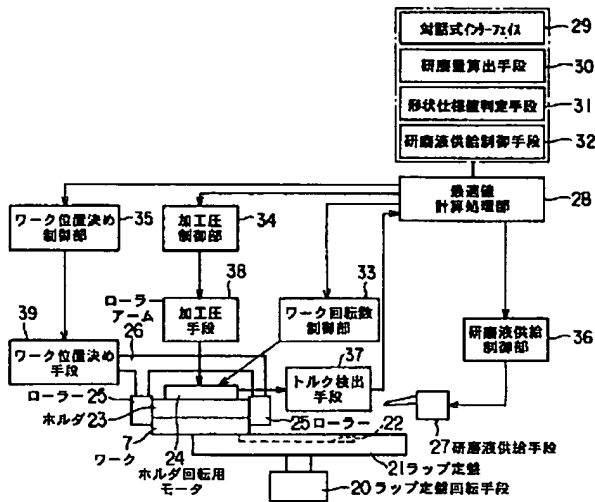 対話式インターフェイス
29
研磨量算出手段
30
形状仕様値判定手段
31
研磨液供給制御手段
32
最適値
計算処理部
28
ワーク位置決め
制御部
35
加工圧
制御部
34
38
ローラー
アーム
26
加工圧
手段
33
ワーク回転数
制御部
研磨液供給
制御部
36
39
ワーク位置決め
手段
37
トルク検出
手段
ローラー 25
ホルダ 23
25 ローラー
22
27 研磨液供給手段
7
ワーク
24
ホルダ回転用
モータ
21 ラップ定盤
20 ラップ定盤回転手段